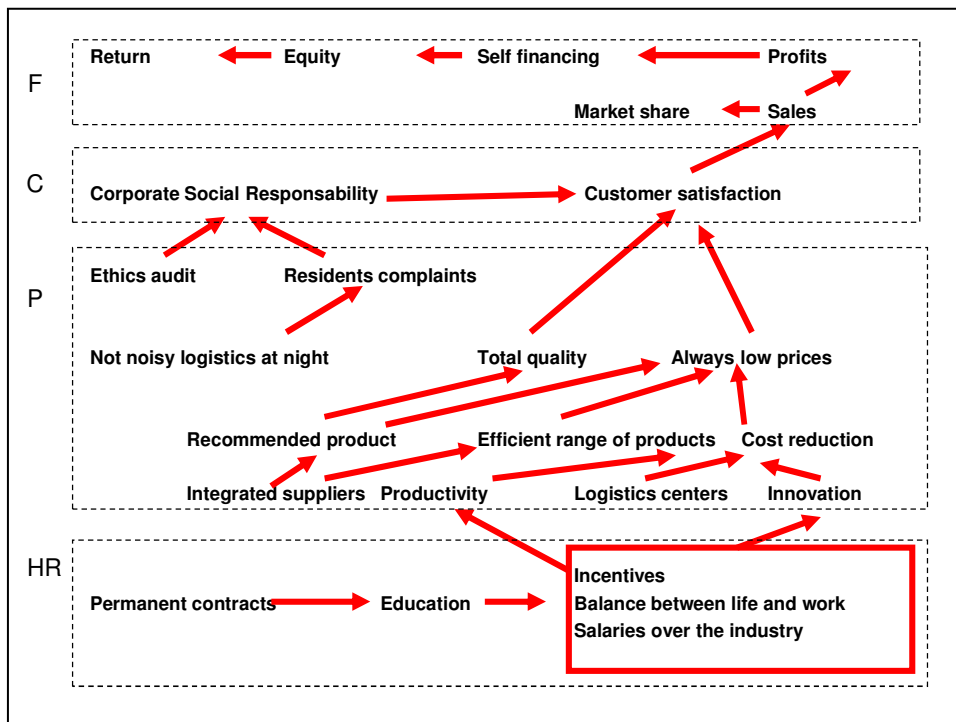 F
Return Equity Self financing Profits
Market share Sales
C
Corporate Social Responsability Customer satisfaction
P
Ethics audit Residents complaints
Not noisy logistics at night Total quality Always low prices
Recommended product Efficient range of products Cost reduction
Integrated suppliers Productivity Logistics centers Innovation
HR
Incentives
Permanent contracts Education Balance between life and work
Salaries over the industry